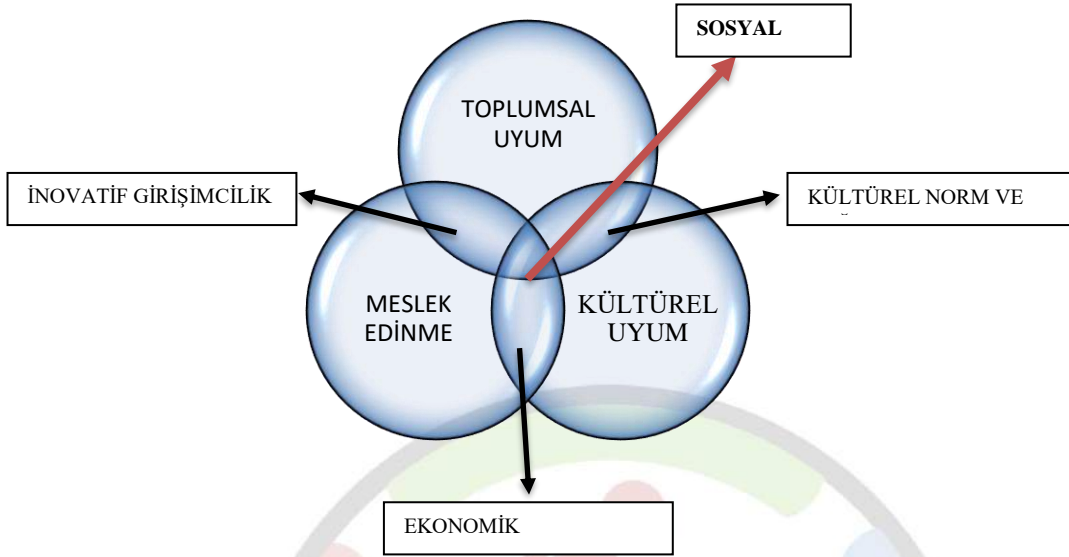 SOSYAL
TOPLUMSAL
UYUM
İNOVATİF GİRİŞİMCİLİK
KÜLTÜREL NORM VE
MESLEK
EDİNME
KÜLTÜREL
UYUM
EKONOMİK